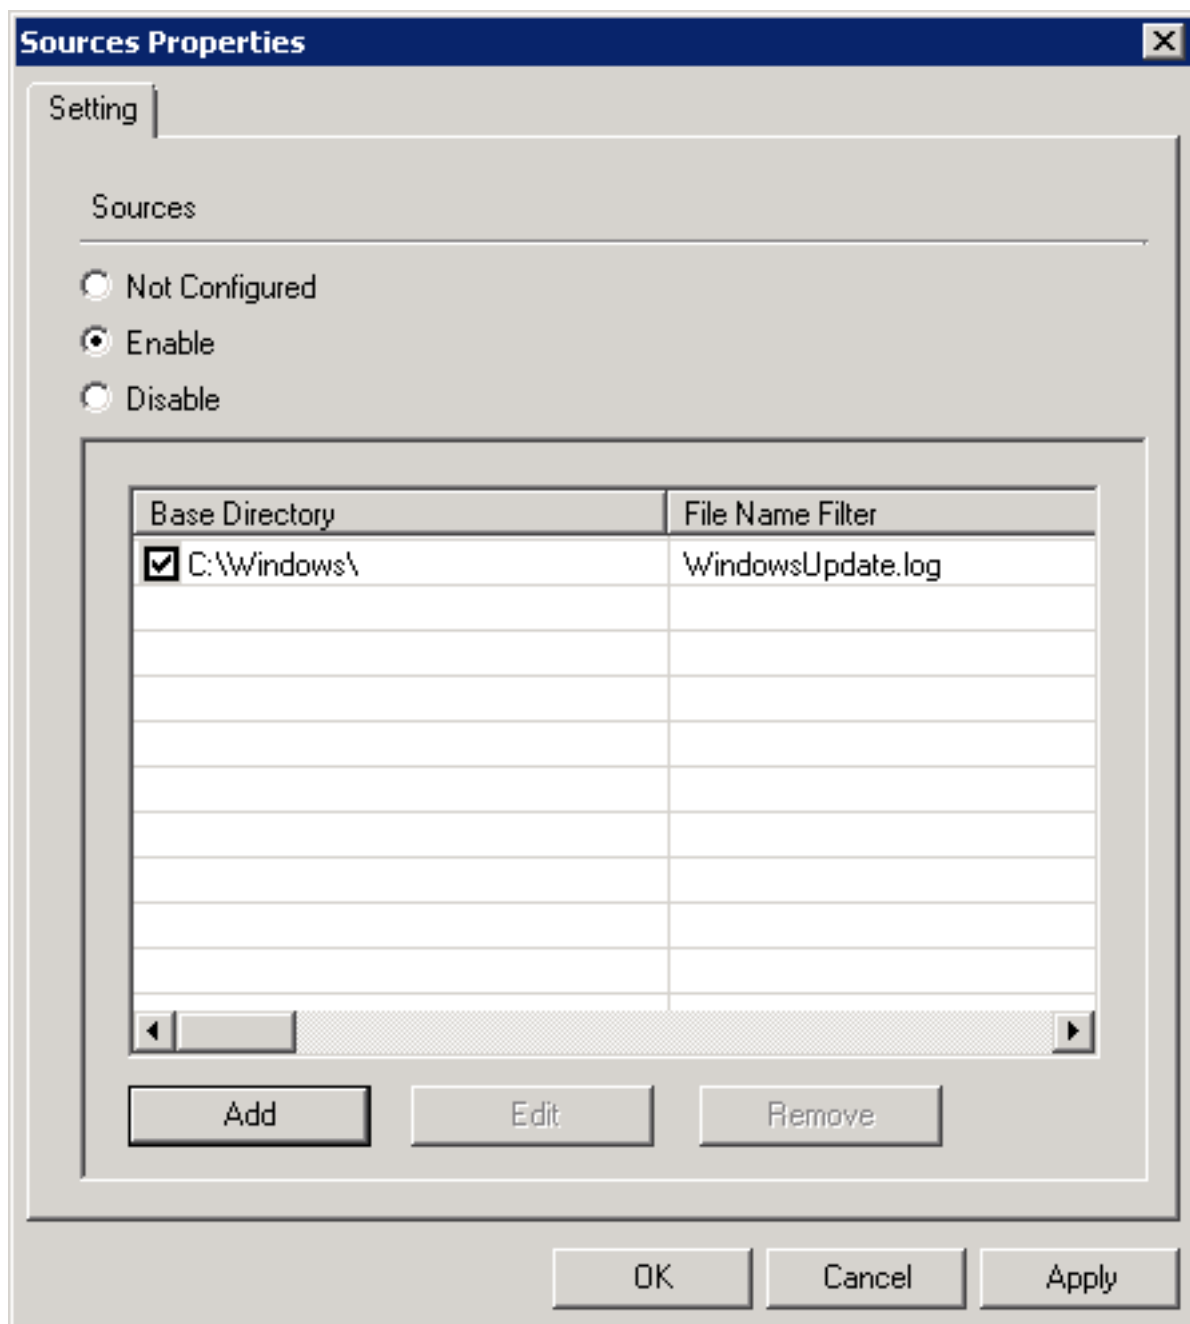 Sources Properties
Setting
Sources
Not Configured
Enable
Disable
Base Directory File Name Filter
C:\Windows\ WindowsUpdate.log
Add Edit Remove
OK Cancel Apply